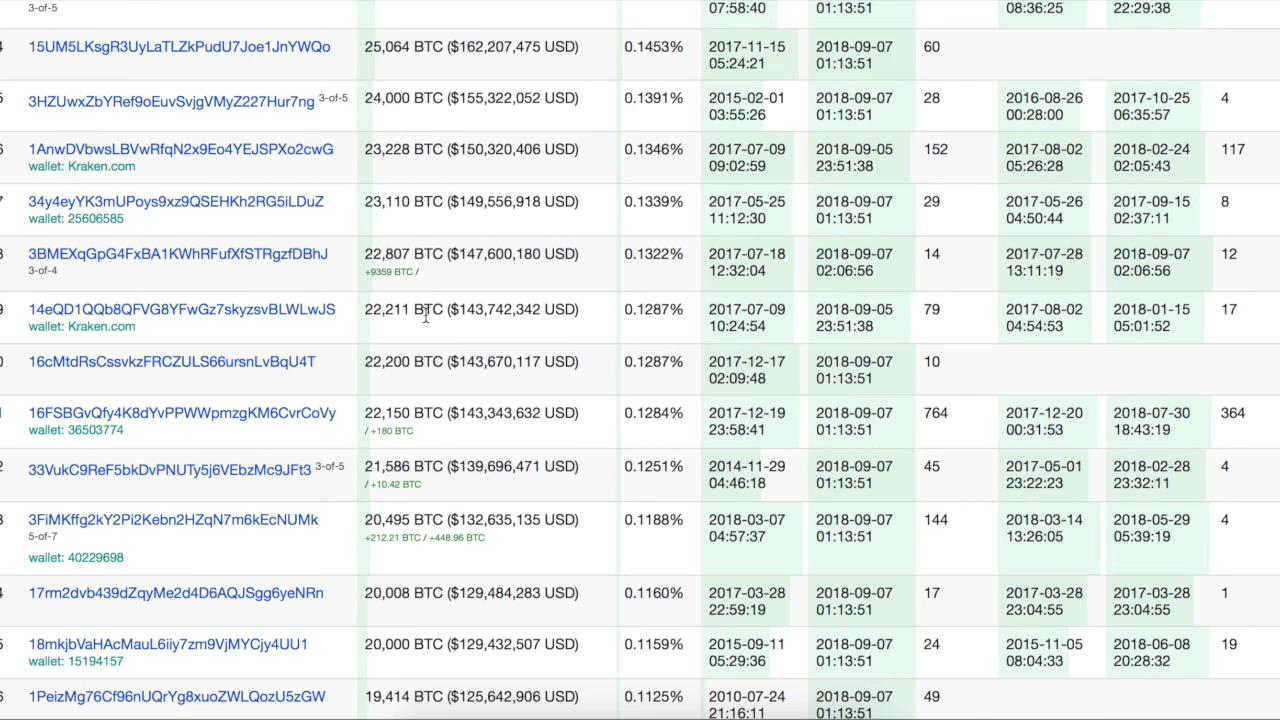 3-of-5 07:58:40 01:13:51 08:36:25 22:29:38
4 15UM5LKsgR3UyLaTLZkPudU7Joe1JnYWQo 25,064 BTC ($162,207,475 USD) 0.1453% 2017-11-15 2018-09-07 60
05:24:21 01:13:51
5 3HZUwxZbYRef9oEuvSvjgVMyZ227Hur7ng 3-of-5 24,000 BTC ($155,322,052 USD) 0.1391% 2015-02-01 2018-09-07 28 2016-08-26 2017-10-25 4
03:55:26 01:13:51 00:28:00 06:35:57
6 1AnwDVbwsLBVwRfqN2x9Eo4YEJSPXo2cwG 23,228 BTC ($150,320,406 USD) 0.1346% 2017-07-09 2018-09-05 152 2017-08-02 2018-02-24 117
wallet: Kraken.com 09:02:59 23:51:38 05:26:28 02:05:43
7 34y4eyYK3mUPoys9xz9QSEHKh2RG5iLDuZ 23,110 BTC ($149,556,918 USD) 0.1339% 2017-05-25 2018-09-07 29 2017-05-26 2017-09-15 8
wallet: 25606585 11:12:30 01:13:51 04:50:44 02:37:11
8 3BMEXqGpG4FxBA1KWhRFufXfSTRgzfDBhJ 22,807 BTC ($147,600,180 USD) 0.1322% 2017-07-18 2018-09-07 14 2017-07-28 2018-09-07 12
3-of-4 +9359 BTC / 12:32:04 02:06:56 13:11:19 02:06:56
9 14eQD1QQb8QFVG8YFwGz7skyzsvBLWLwJS 22,211 BTC ($143,742,342 USD) 0.1287% 2017-07-09 2018-09-05 79 2017-08-02 2018-01-15 17
wallet: Kraken.com 10:24:54 23:51:38 04:54:53 05:01:52
0 16cMtdRsCssvkzFRCZULS66ursnLvBqU4T 22,200 BTC ($143,670,117 USD) 0.1287% 2017-12-17 2018-09-07 10
02:09:48 01:13:51
1 16FSBGvQfy4K8dYvPPWWpmzgKM6CvrCoVy 22,150 BTC ($143,343,632 USD) 0.1284% 2017-12-19 2018-09-07 764 2017-12-20 2018-07-30 364
wallet: 36503774 / +180 BTC 23:58:41 01:13:51 00:31:53 18:43:19
2 33VukC9ReF5bkDvPNUTy5j6VEbzMc9JFt3 3-of-5 21,586 BTC ($139,696,471 USD) 0.1251% 2014-11-29 2018-09-07 45 2017-05-01 2018-02-28 4
/ +10.42 BTC 04:46:18 01:13:51 23:22:23 23:32:11
3 3FiMKffg2kY2Pi2Kebn2HZqN7m6kEcNUMk 20,495 BTC ($132,635,135 USD) 0.1188% 2018-03-07 2018-09-07 144 2018-03-14 2018-05-29 4
5-of-7 +212.21 BTC / +448.96 BTC 04:57:37 01:13:51 13:26:05 05:39:19
wallet: 40229698
4 17rm2dvb439dZqyMe2d4D6AQJSgg6yeNRn 20,008 BTC ($129,484,283 USD) 0.1160% 2017-03-28 2018-09-07 17 2017-03-28 2017-03-28 1
22:59:19 01:13:51 23:04:55 23:04:55
5 18mkjbVaHAcMauL6iiy7zm9VjMYCjy4UU1 20,000 BTC ($129,432,507 USD) 0.1159% 2015-09-11 2018-09-07 24 2015-11-05 2018-06-08 19
wallet: 15194157 05:29:36 01:13:51 08:04:33 20:28:32
6 1PeizMg76Cf96nUQrYg8xuoZWLQozU5zGW 19,414 BTC ($125,642,906 USD) 0.1125% 2010-07-24 2018-09-07 49
21:16:11 01:13:51